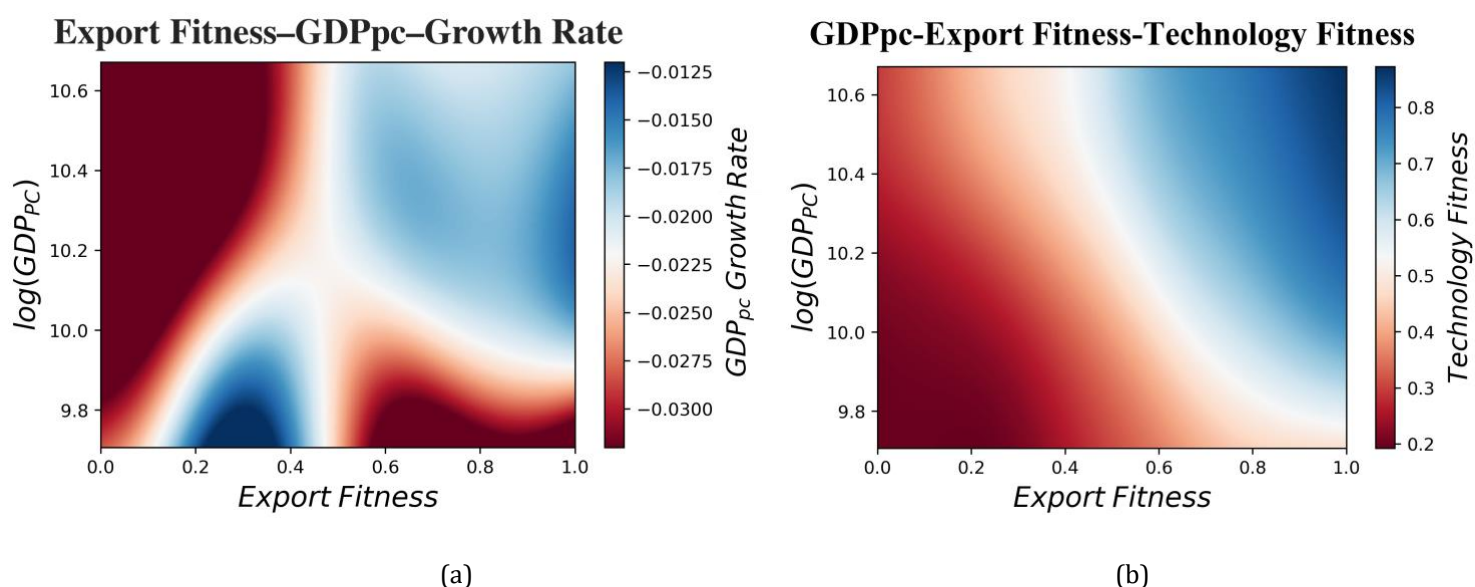 Export Fitness–GDPpc–Growth Rate
10.6
10.4
10.2
10.0
9.8
log(GDP_PC)
0.0 0.2 0.4 0.6 0.8 1.0
Export Fitness
−0.0125
−0.0150
−0.0175
−0.0200
−0.0225
−0.0250
−0.0275
−0.0300
GDP_pc Growth Rate
(a)
GDPpc-Export Fitness-Technology Fitness
10.6
10.4
10.2
10.0
9.8
log(GDP_PC)
0.0 0.2 0.4 0.6 0.8 1.0
Export Fitness
0.8
0.7
0.6
0.5
0.4
0.3
0.2
Technology Fitness
(b)